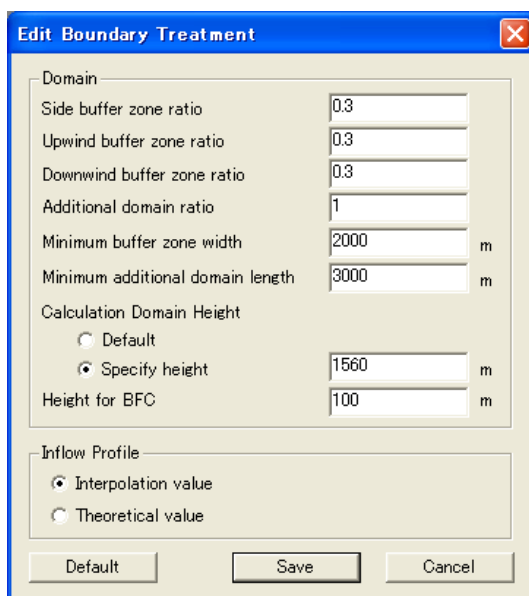 Edit Boundary Treatment
Domain
Side buffer zone ratio 0.3
Upwind buffer zone ratio 0.3
Downwind buffer zone ratio 0.3
Additional domain ratio 1
Minimum buffer zone width 2000 m
Minimum additional domain length 3000 m
Calculation Domain Height
Default
Specify height 1560 m
Height for BFC 100 m
Inflow Profile
Interpolation value
Theoretical value
Default Save Cancel